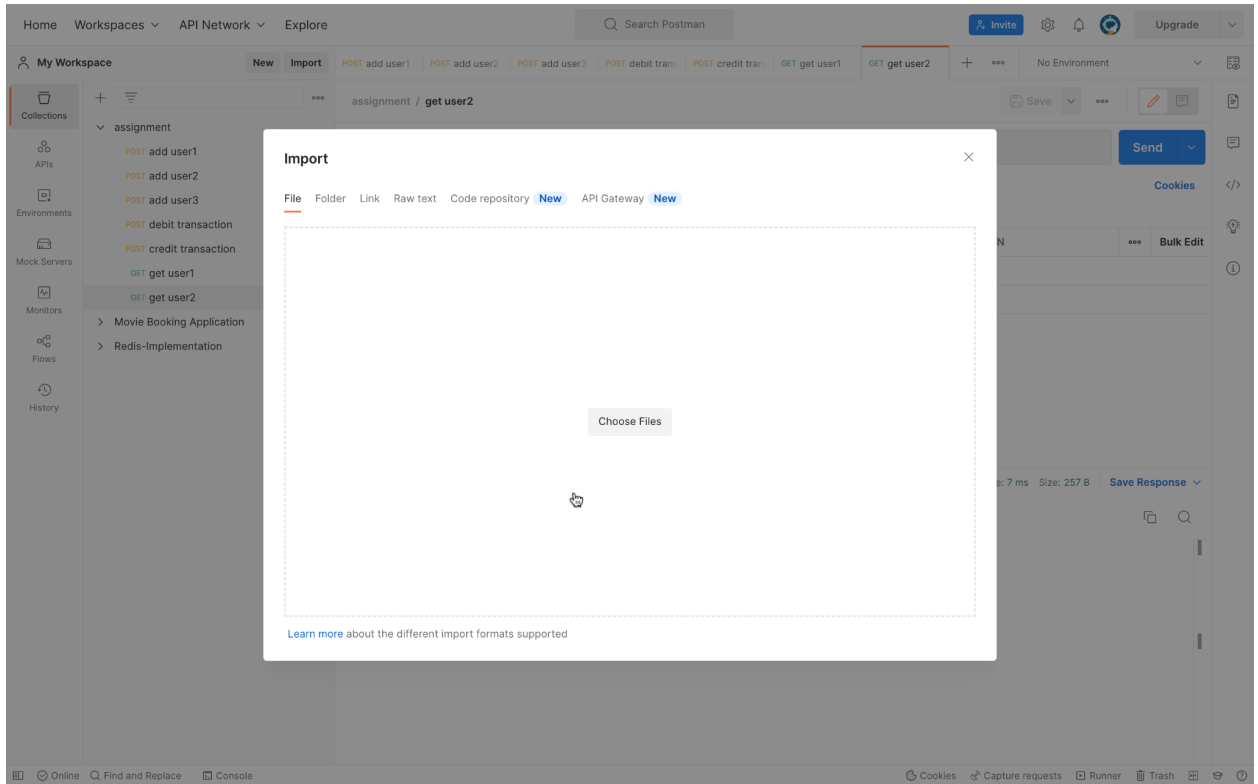 Home Workspaces API Network Explore Search Postman Invite Upgrade
My Workspace New Import POST add user1 POST add user2 POST add user3 POST debit trans POST credit tran GET get user1 GET get user2 No Environment
Collections
APIs
Environments
Mock Servers
Monitors
Flows
History
assignment
POST add user1
POST add user2
POST add user3
POST debit transaction
POST credit transaction
GET get user1
GET get user2
Movie Booking Application
Redis-Implementation
assignment / get user2 Save
Send
Cookies
N Bulk Edit
Import
File Folder Link Raw text Code repository New API Gateway New
Choose Files
Learn more about the different import formats supported
e: 7 ms Size: 257 B Save Response
Online Find and Replace Console Cookies Capture requests Runner Trash